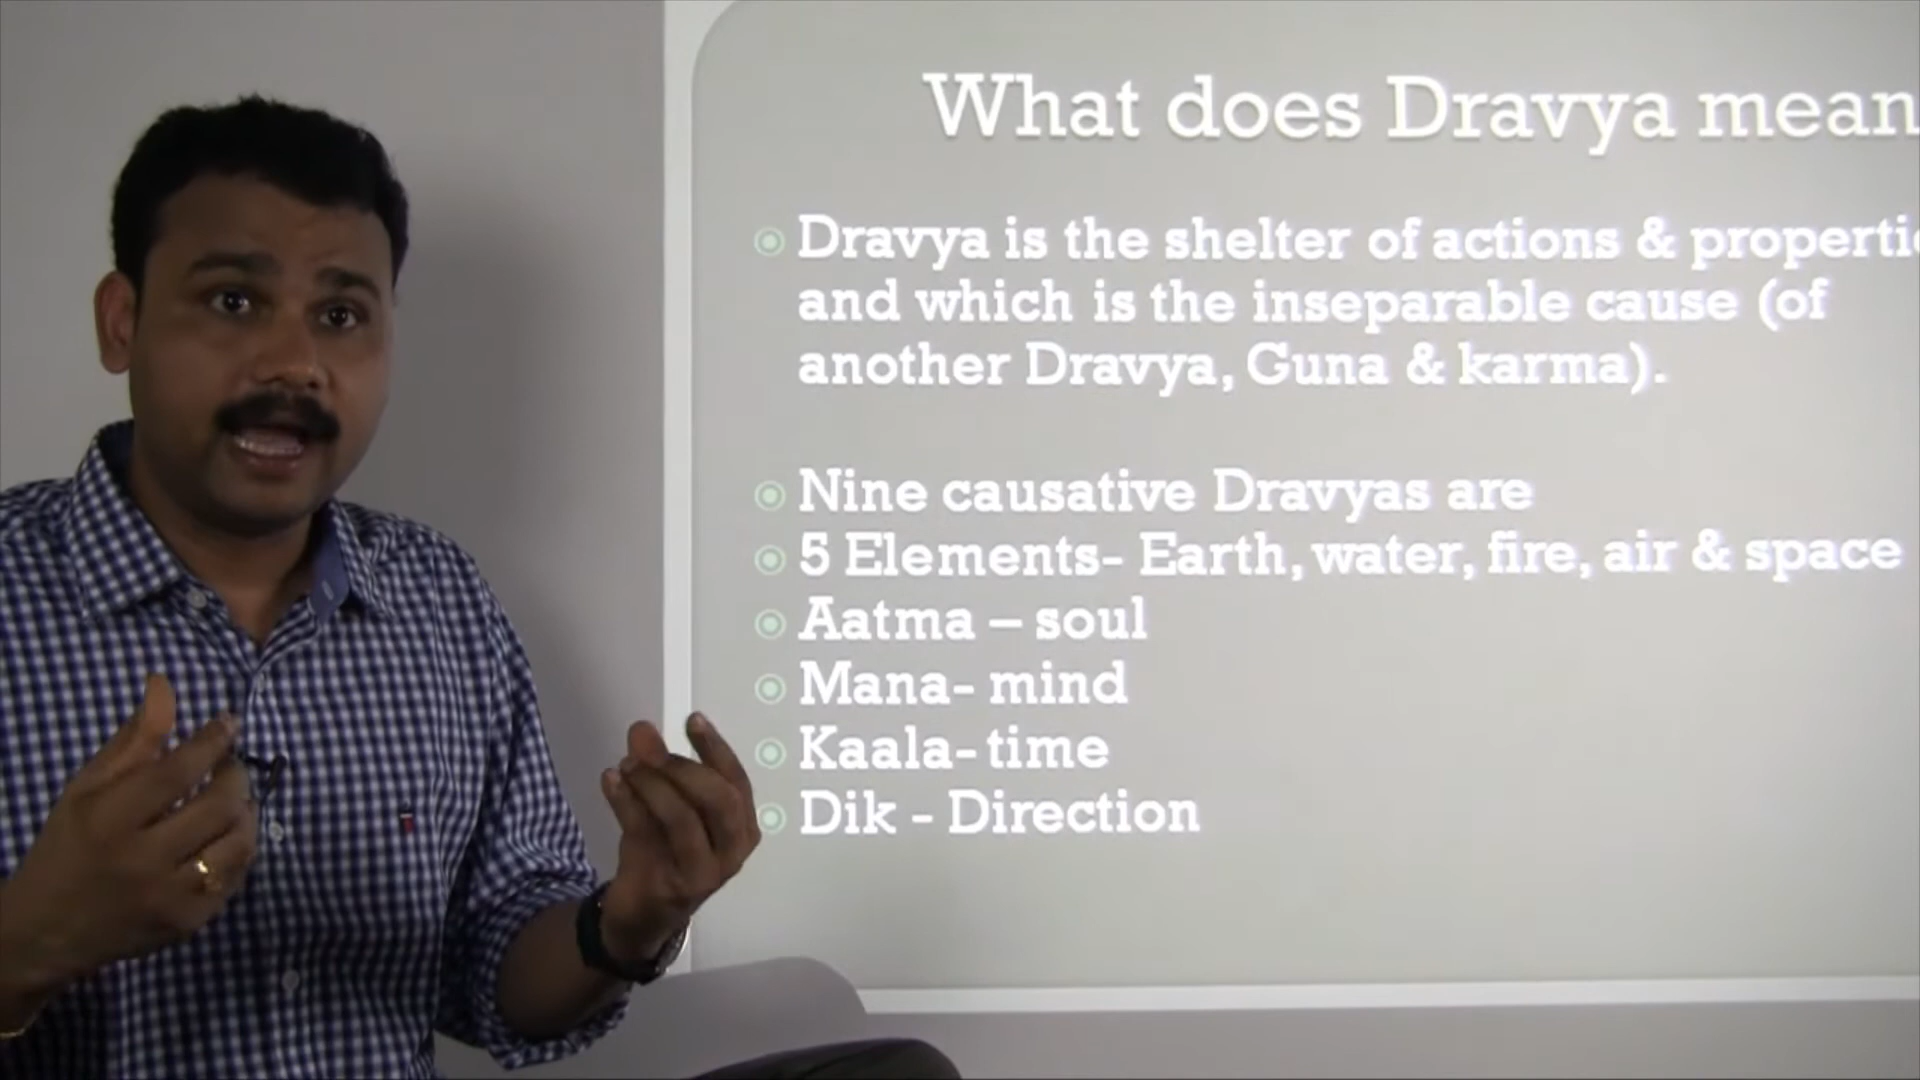 What does Dravya mean
Dravya is the shelter of actions &
and which is the inseparable cause (of
another Dravya, Guna & karma).
Nine causative Dravyas are
5 Elements- Earth, water, fire, air & space
Aatma – soul
Mana- mind
Kaala- time
Dik - Direction